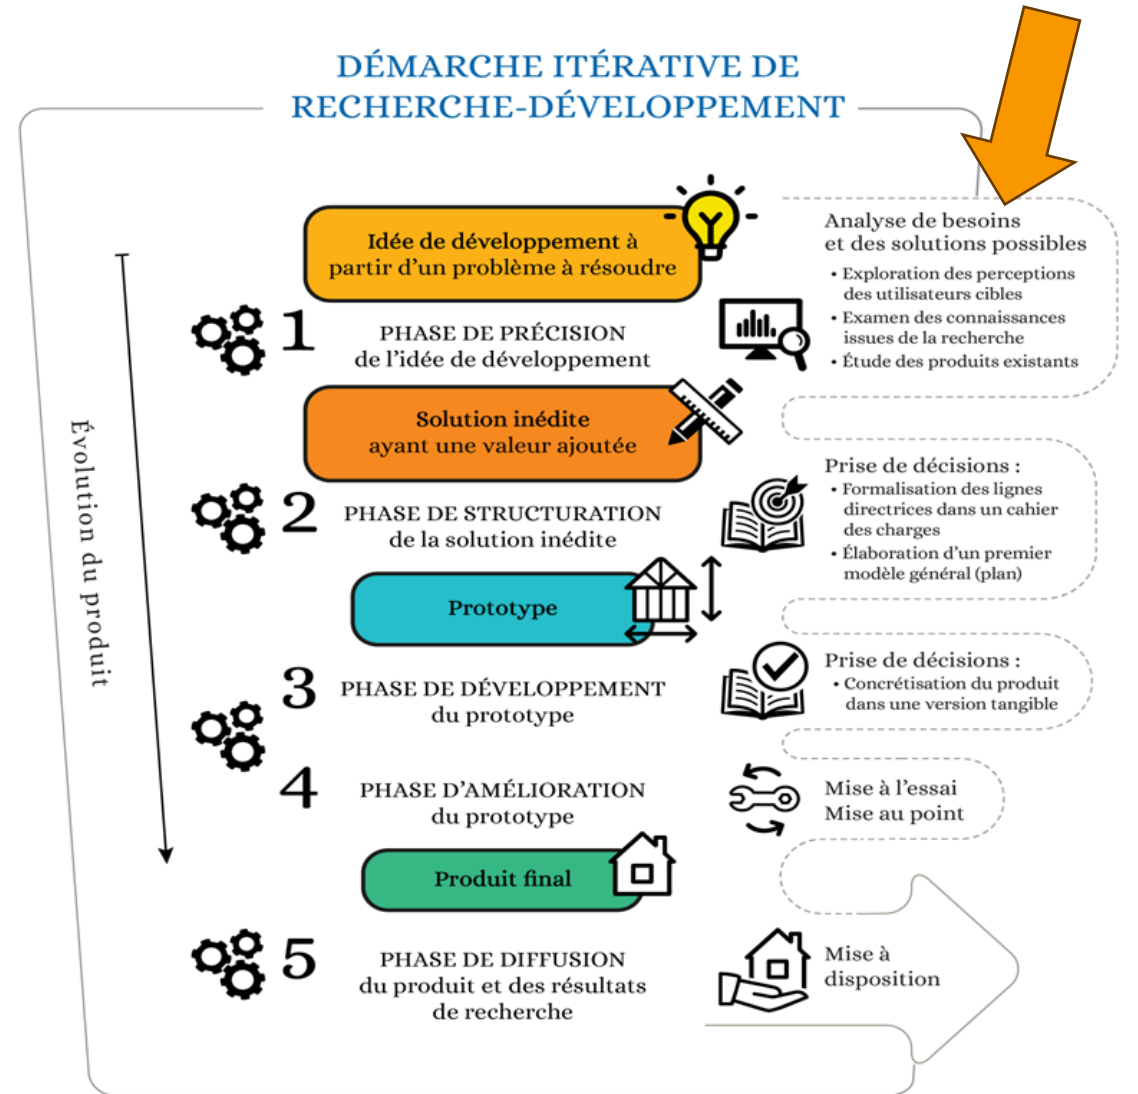 DÉMARCHE ITÉRATIVE DE
RECHERCHE-DÉVELOPPEMENT
Évolution du produit
Idée de développement à
partir d’un problème à résoudre
1
PHASE DE PRÉCISION
de l’idée de développement
Analyse de besoins
et des solutions possibles
• Exploration des perceptions
des utilisateurs cibles
• Examen des connaissances
issues de la recherche
• Étude des produits existants
Solution inédite
ayant une valeur ajoutée
2
PHASE DE STRUCTURATION
de la solution inédite
Prise de décisions :
• Formalisation des lignes
directrices dans un cahier
des charges
• Élaboration d’un premier
modèle général (plan)
Prototype
3
PHASE DE DÉVELOPPEMENT
du prototype
Prise de décisions :
• Concrétisation du produit
dans une version tangible
4
PHASE D’AMÉLIORATION
du prototype
Mise à l’essai
Mise au point
Produit final
5
PHASE DE DIFFUSION
du produit et des résultats
de recherche
Mise à
disposition